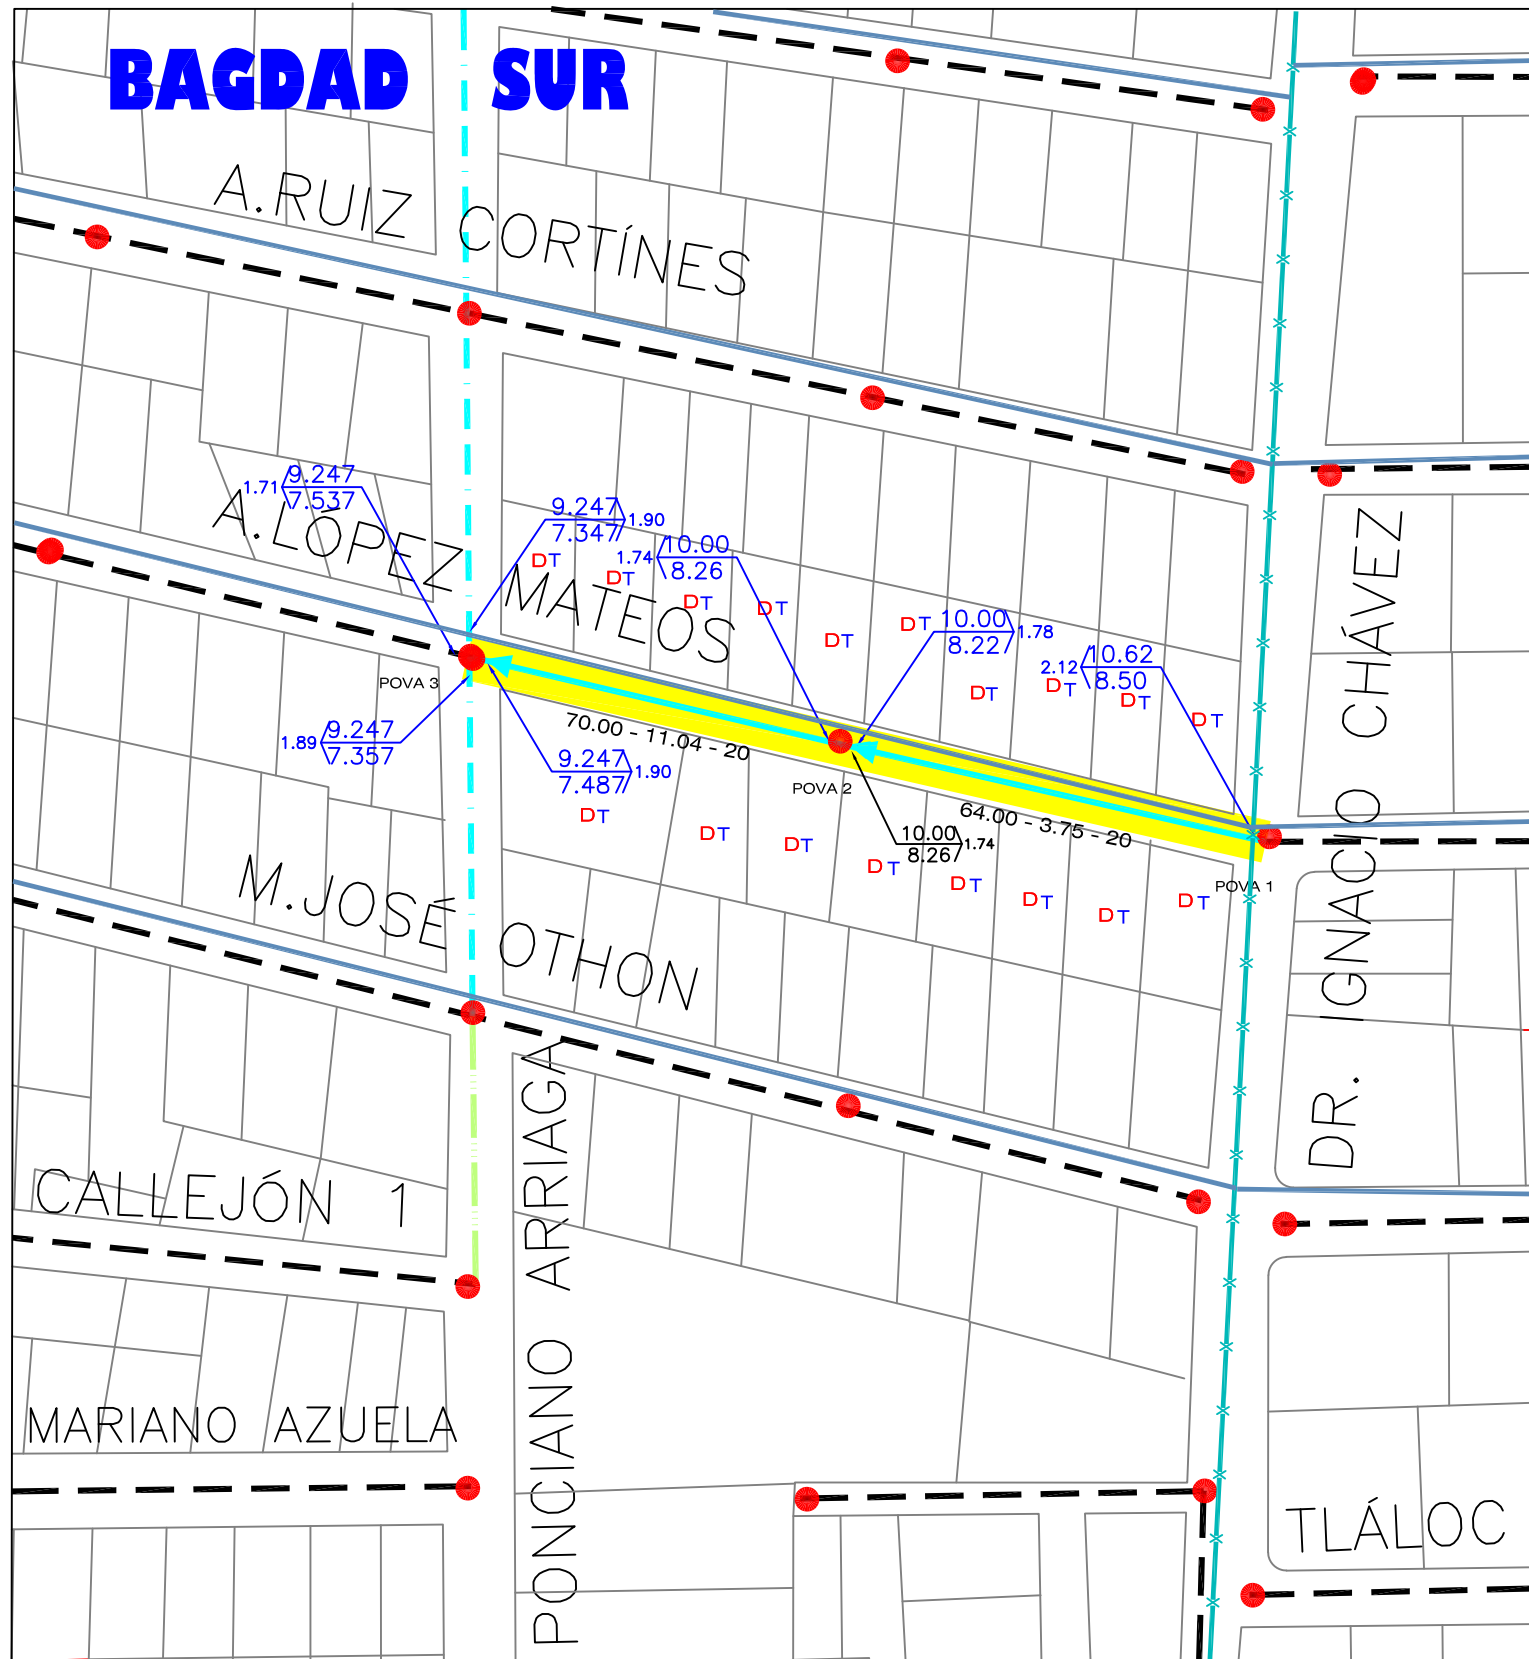 BAGDAD SUR
A.RUIZ CORTÍNES
9.247
1.71
7.537
A.LÓPEZ MATEOS
9.247
7.347
1.90
10.00
1.74
8.26
DT
DT
DT
DT
DT
DT
10.00
8.22
1.78
10.62
2.12
8.50
DT
DT
DT
DT
POVA 3
70.00 - 11.04 - 20
9.247
1.89
7.357
9.247
7.487
1.90
POVA 2
64.00 - 3.75 - 20
10.00
8.26
1.74
POVA 1
DT
DT
DT
DT
DT
DT
DT
DT
M.JOSÉ OTHON
DR. IGNACIO CHÁVEZ
CALLEJÓN 1
PONCIANO ARRIAGA
MARIANO AZUELA
TLÁLOC